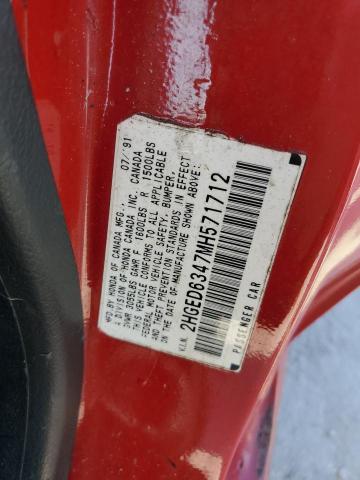 MFD. BY HONDA OF CANADA MFG., 07/'91
A DIVISION OF HONDA CANADA INC. CANADA
GVWR 3055LBS GAWR F 1600LBS R 1500LBS
THIS VEHICLE CONFORMS TO ALL APPLICABLE
FEDERAL MOTOR VEHICLE SAFETY, BUMPER,
AND THEFT PREVENTION STANDARDS IN EFFECT
ON THE DATE OF MANUFACTURE SHOWN ABOVE.
V.I.N. 2HGED6347MH571712
PASSENGER CAR